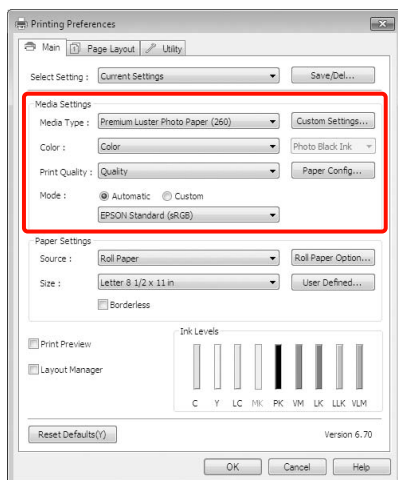 Printing Preferences
Main Page Layout Utility
Select Setting : Current Settings Save/Del...
Media Settings
Media Type : Premium Luster Photo Paper (260) Custom Settings...
Color : Color Photo Black Ink
Print Quality : Quality Paper Config...
Mode : Automatic Custom
EPSON Standard (sRGB)
Paper Settings
Source : Roll Paper Roll Paper Option...
Size : Letter 8 1/2 x 11 in User Defined...
Borderless
Print Preview
Layout Manager
Ink Levels
C Y LC MK PK VM LK LLK VLM
Reset Defaults(Y) Version 6.70
OK Cancel Help